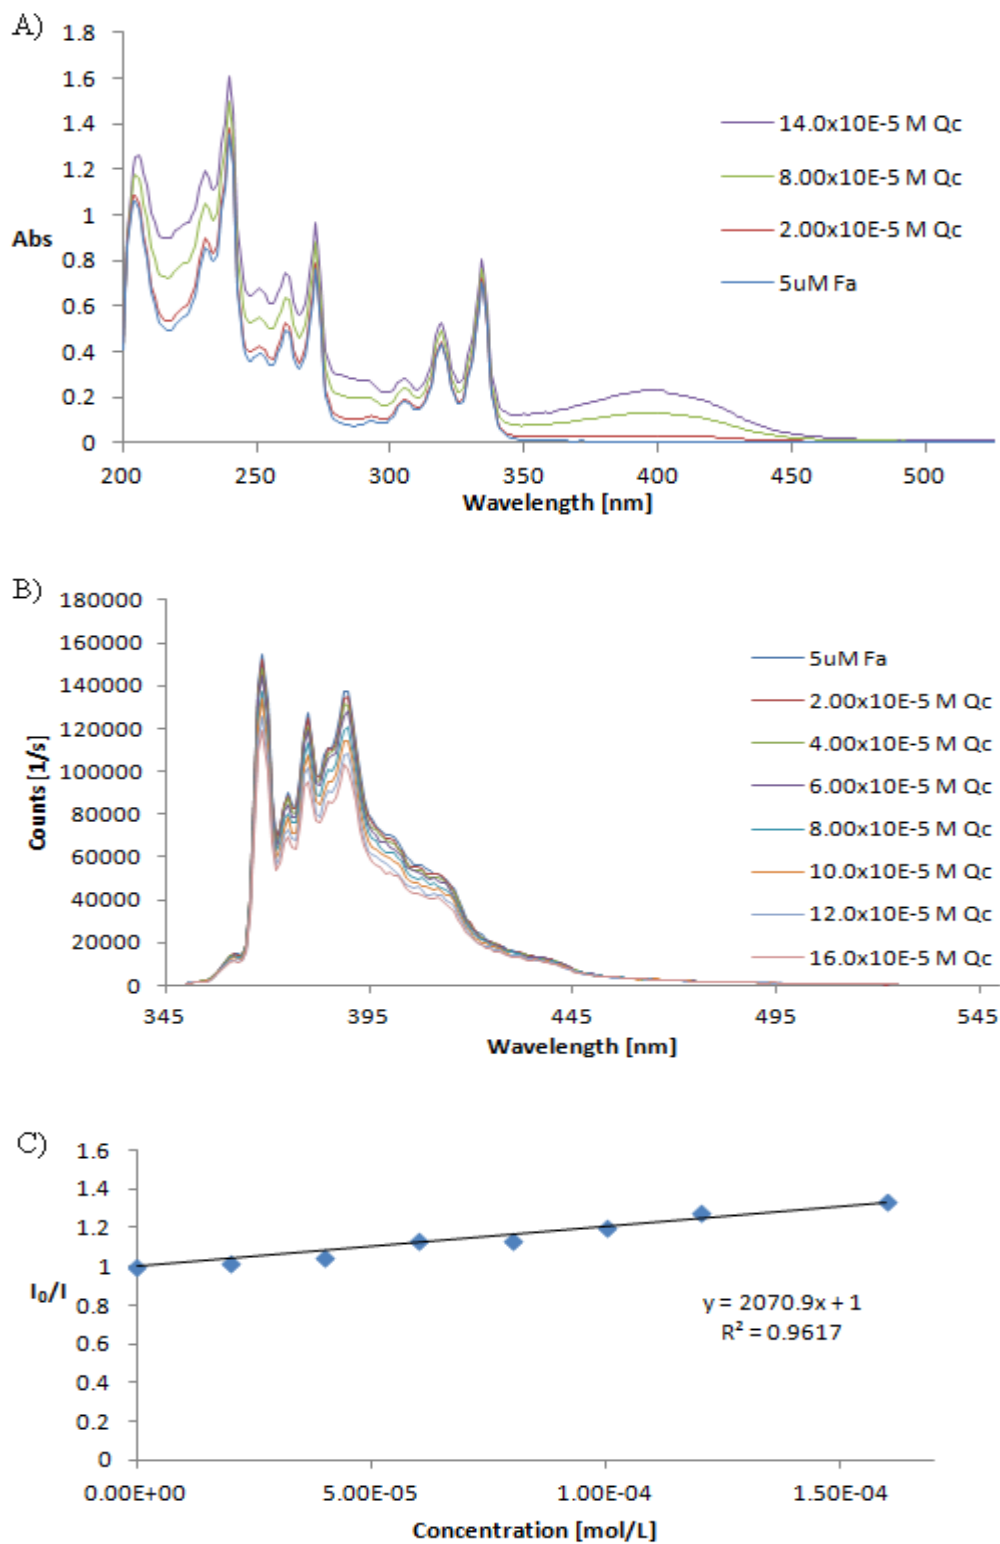 A)
1.8
1.6
1.4
1.2
1
0.8
0.6
0.4
0.2
0
Abs
200 250 300 350 400 450 500
Wavelength [nm]
14.0x10E-5 M Qc
8.00x10E-5 M Qc
2.00x10E-5 M Qc
5uM Fa
B)
180000
160000
140000
120000
100000
80000
60000
40000
20000
0
Counts [1/s]
345 395 445 495 545
Wavelength [nm]
5uM Fa
2.00x10E-5 M Qc
4.00x10E-5 M Qc
6.00x10E-5 M Qc
8.00x10E-5 M Qc
10.0x10E-5 M Qc
12.0x10E-5 M Qc
16.0x10E-5 M Qc
C)
1.6
1.4
1.2
1
0.8
0.6
0.4
0.2
0
I₀/I
y = 2070.9x + 1
R² = 0.9617
0.00E+00 5.00E-05 1.00E-04 1.50E-04
Concentration [mol/L]